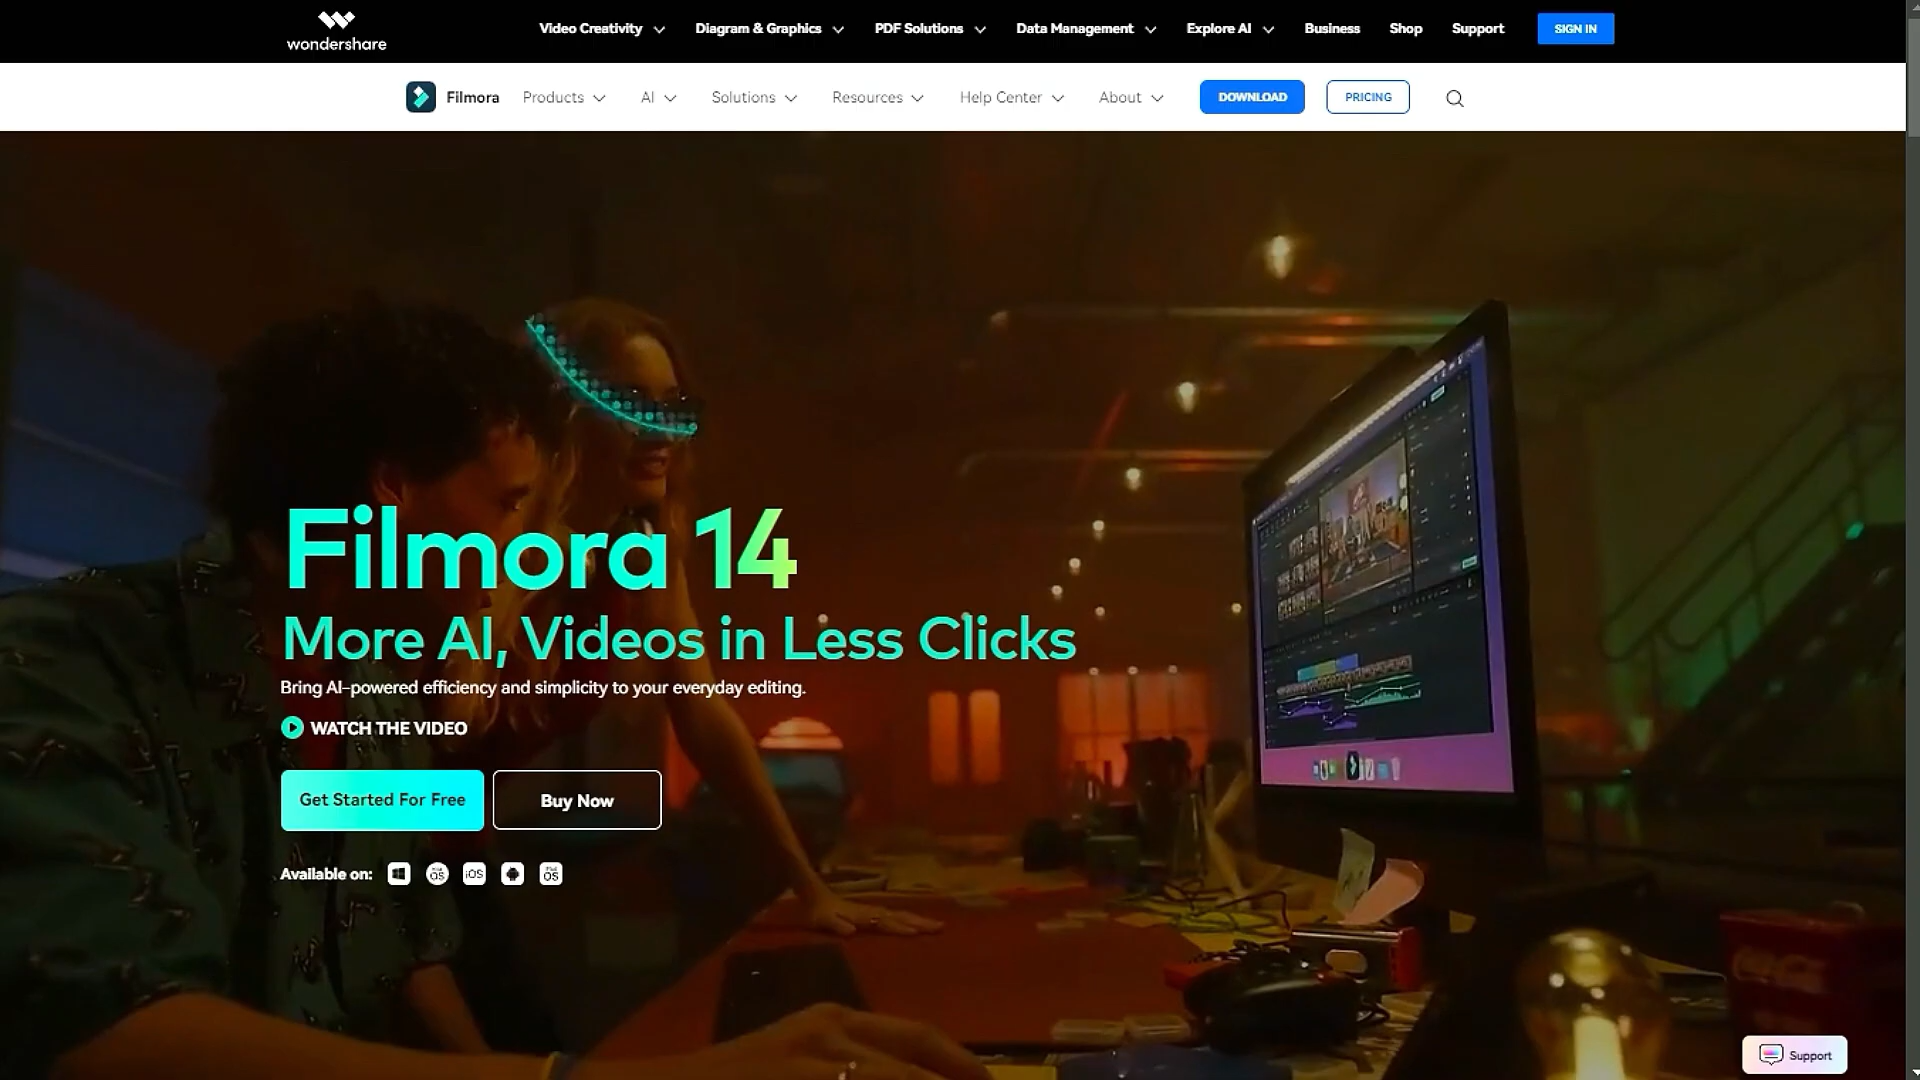 wondershare
Video Creativity Diagram & Graphics PDF Solutions Data Management Explore AI Business Shop Support SIGN IN
Filmora Products AI Solutions Resources Help Center About DOWNLOAD PRICING
Filmora 14
More AI, Videos in Less Clicks
Bring AI-powered efficiency and simplicity to your everyday editing.
WATCH THE VIDEO
Get Started For Free Buy Now
Available on: iOS
Support